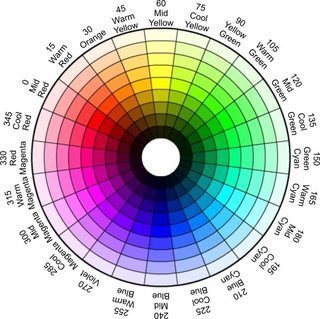 60
Mid
Yellow
75
Cool
Yellow
90
Yellow
Green
105
Warm
Green
120
Mid
Green
135
Cool
Green
150
Green
Cyan
165
Warm
Cyan
180
Mid
Cyan
195
Cool
Cyan
210
Blue
Cyan
225
Cool
Blue
240
Mid
Blue
255
Warm
Blue
270
Violet
285
Cool
Magenta
300
Mid
Magenta
315
Warm
Magenta
330
Red
Magenta
345
Cool
Red
0
Mid
Red
15
Warm
Red
30
Orange
45
Warm
Yellow